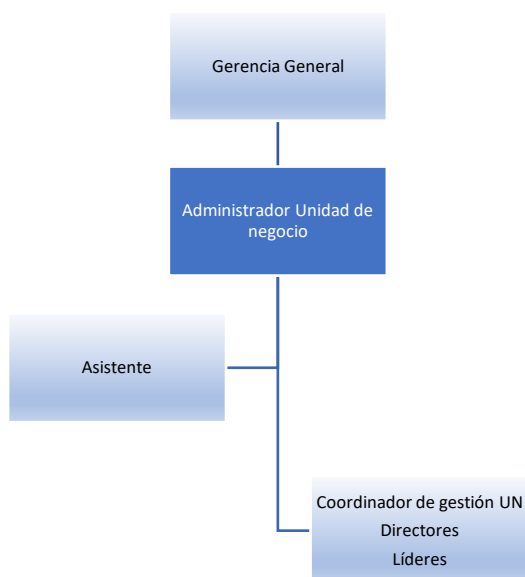 Gerencia General
Administrador Unidad de
negocio
Asistente
Coordinador de gestión UN
Directores
Líderes